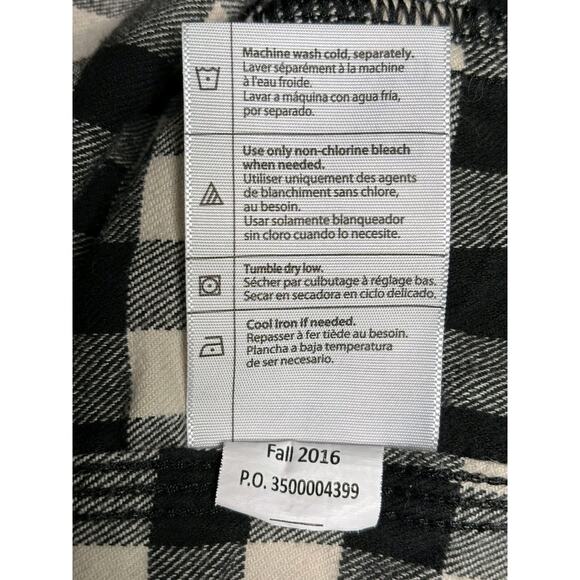 Machine wash cold, separately.
Laver séparément à la machine
à l'eau froide.
Lavar a máquina con agua fría,
por separado.
Use only non-chlorine bleach
when needed.
Utiliser uniquement des agents
de blanchiment sans chlore,
au besoin.
Usar solamente blanqueador
sin cloro cuando lo necesite.
Tumble dry low.
Sécher par culbutage à réglage bas.
Secar en secadora en ciclo delicado.
Cool Iron if needed.
Repasser à fer tiède au besoin.
Plancha a baja temperatura
de ser necesario.
Fall 2016
P.O. 3500004399